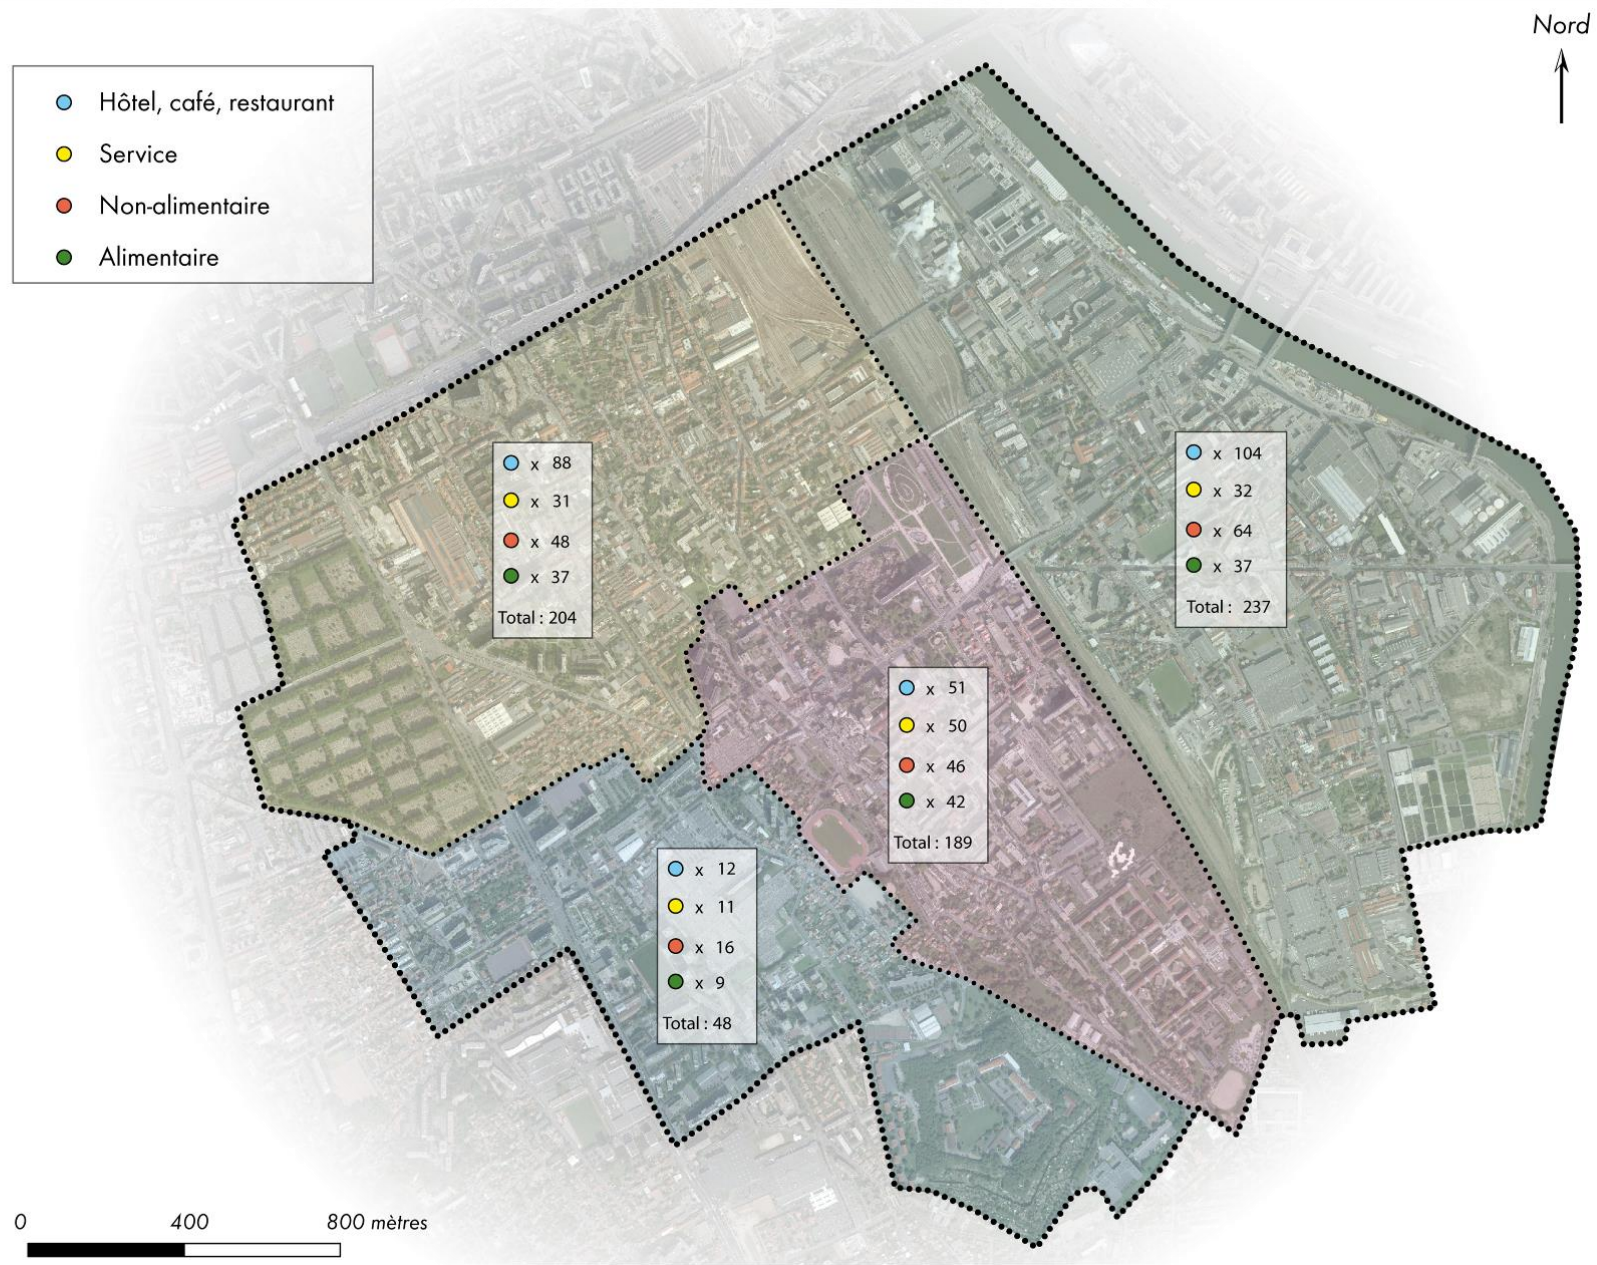 Nord
Hôtel, café, restaurant
Service
Non-alimentaire
Alimentaire
x 88
x 31
x 48
x 37
Total : 204
x 104
x 32
x 64
x 37
Total : 237
x 51
x 50
x 46
x 42
Total : 189
x 12
x 11
x 16
x 9
Total : 48
0 400 800 mètres